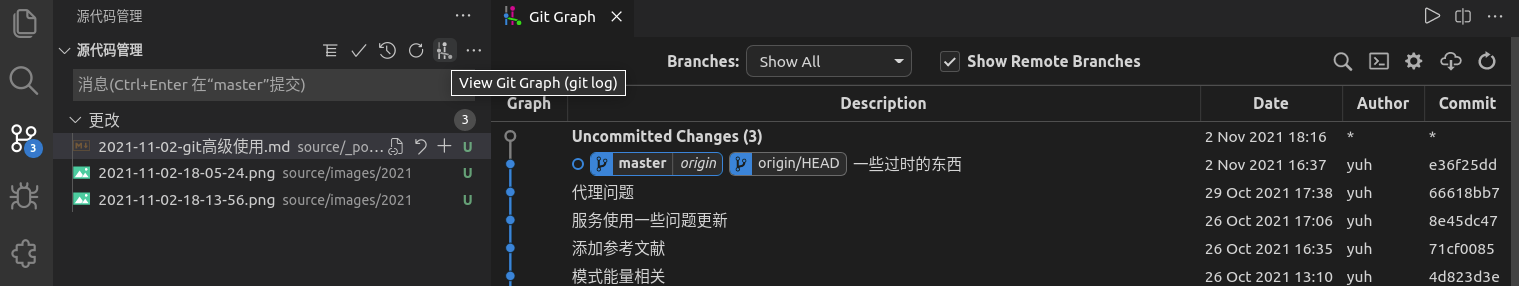 源代码管理
源代码管理
消息(Ctrl+Enter 在“master”提交)
View Git Graph (git log)
更改 3
3
2021-11-02-git高级使用.md source/_po... U
2021-11-02-18-05-24.png source/images/2021 U
2021-11-02-18-13-56.png source/images/2021 U
Git Graph
Branches: Show All Show Remote Branches
Graph Description Date Author Commit
Uncommitted Changes (3) 2 Nov 2021 18:16 * *
master origin origin/HEAD 一些过时的东西 2 Nov 2021 16:37 yuh e36f25dd
代理问题 29 Oct 2021 17:38 yuh 66618bb7
服务使用一些问题更新 26 Oct 2021 17:06 yuh 8e45dc47
添加参考文献 26 Oct 2021 16:35 yuh 71cf0085
模式能量相关 26 Oct 2021 13:10 yuh 4d823d3e